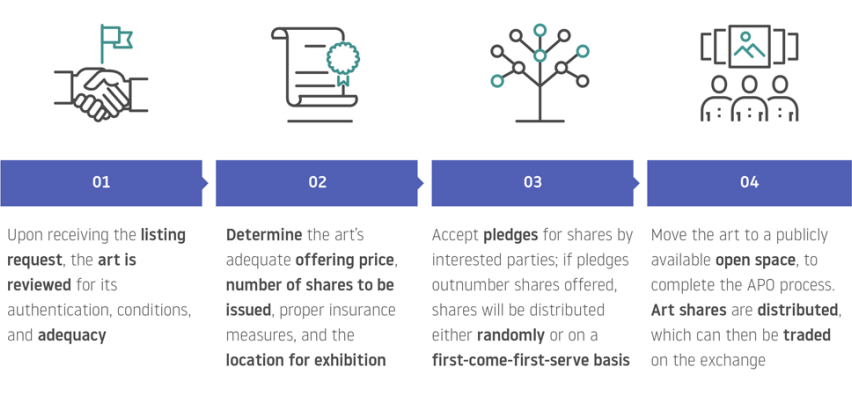 01
Upon receiving the listing
request, the art is
reviewed for its
authentication, conditions,
and adequacy
02
Determine the art's
adequate offering price,
number of shares to be
issued, proper insurance
measures, and the
location for exhibition
03
Accept pledges for shares by
interested parties; if pledges
outnumber shares offered,
shares will be distributed
either randomly or on a
first-come-first-serve basis
04
Move the art to a publicly
available open space, to
complete the APO process.
Art shares are distributed,
which can then be traded
on the exchange